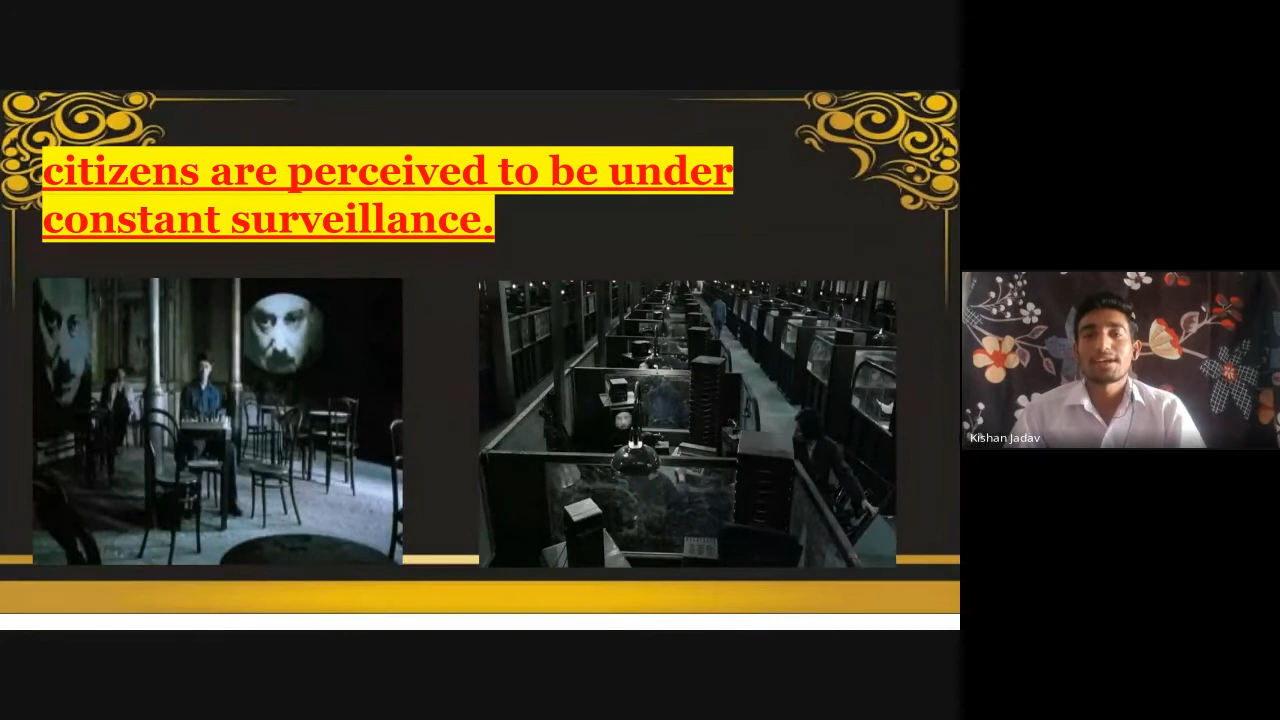 citizens are perceived to be under
constant surveillance.
Kishan Jadav